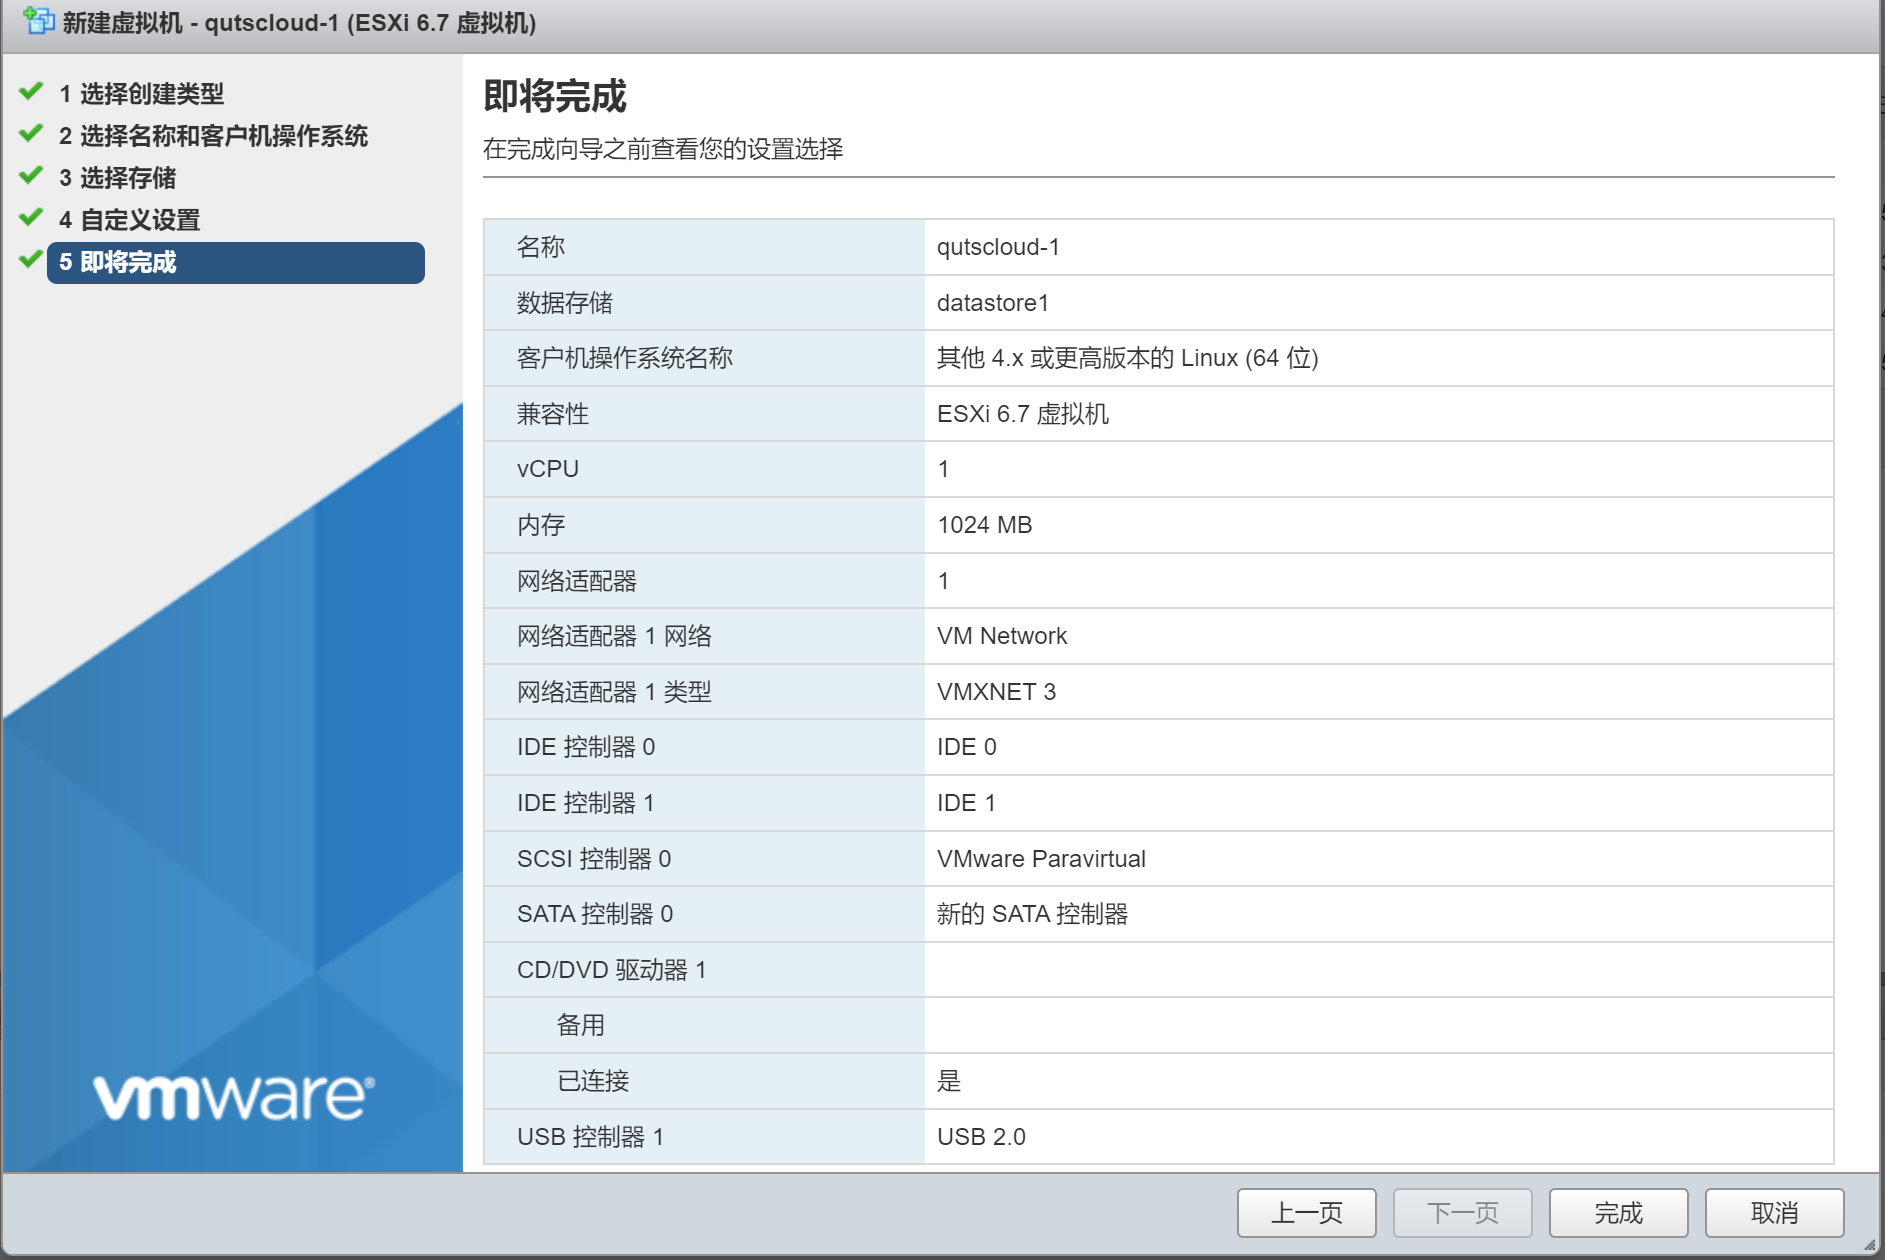 新建虚拟机 - qutscloud-1 (ESXi 6.7 虚拟机)
1 选择创建类型
2 选择名称和客户机操作系统
3 选择存储
4 自定义设置
5 即将完成
vmware®
即将完成
在完成向导之前查看您的设置选择
名称 qutscloud-1
数据存储 datastore1
客户机操作系统名称 其他 4.x 或更高版本的 Linux (64 位)
兼容性 ESXi 6.7 虚拟机
vCPU 1
内存 1024 MB
网络适配器 1
网络适配器 1 网络 VM Network
网络适配器 1 类型 VMXNET 3
IDE 控制器 0 IDE 0
IDE 控制器 1 IDE 1
SCSI 控制器 0 VMware Paravirtual
SATA 控制器 0 新的 SATA 控制器
CD/DVD 驱动器 1
备用
已连接 是
USB 控制器 1 USB 2.0
上一页 下一页 完成 取消